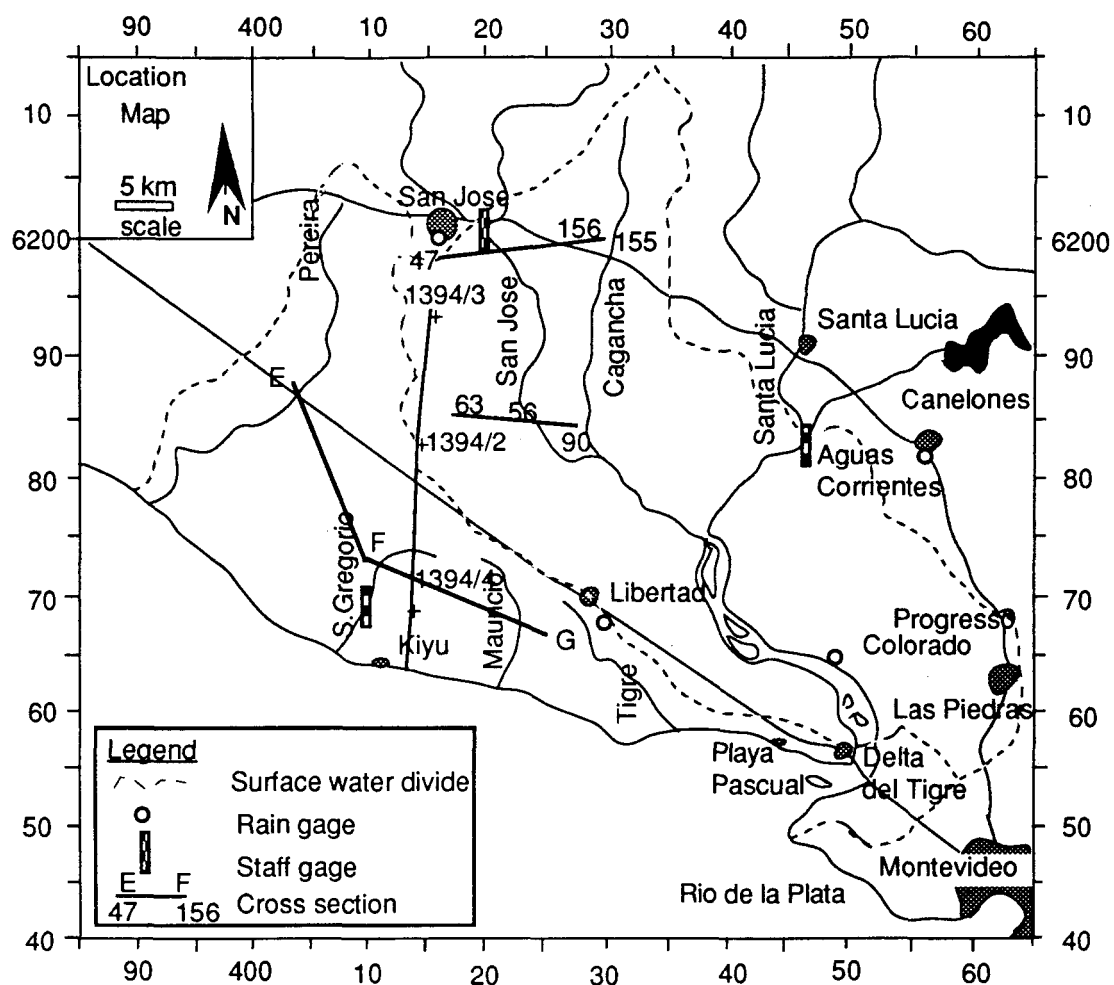 90 400 10 20 30 40 50 60
Location
Map
5 km
scale
N
10
10
San Jose
Pereira
156
155
6200
6200
47
1394/3
San Jose
Cagancha
Santa Lucia
Santa Lucia
90
90
E
63 56
90
Canelones
1394/2
Aguas
Corrientes
80
80
S.Gregorio
F
1394/4
Mauricio
Libertad
70
70
Progresso
Colorado
Kiyu
G
Tigre
60
60
Las Piedras
Playa
Pascual
Delta
del Tigre
Legend
Surface water divide
Rain gage
Staff gage
E F
47 156
Cross section
50
50
Montevideo
Rio de la Plata
40
40
90 400 10 20 30 40 50 60